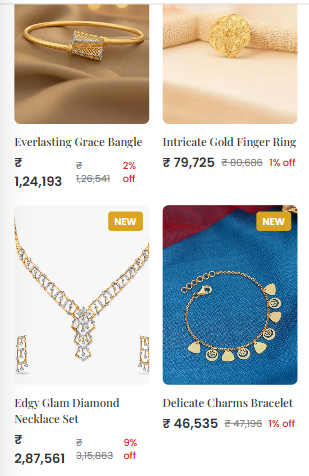 Everlasting Grace Bangle
₹ 1,24,193 ₹ 1,26,541 2% off
Intricate Gold Finger Ring
₹ 79,725 ₹ 80,686 1% off
NEW
Edgy Glam Diamond
Necklace Set
₹ 2,87,561 ₹ 3,15,863 9% off
NEW
Delicate Charms Bracelet
₹ 46,535 ₹ 47,196 1% off